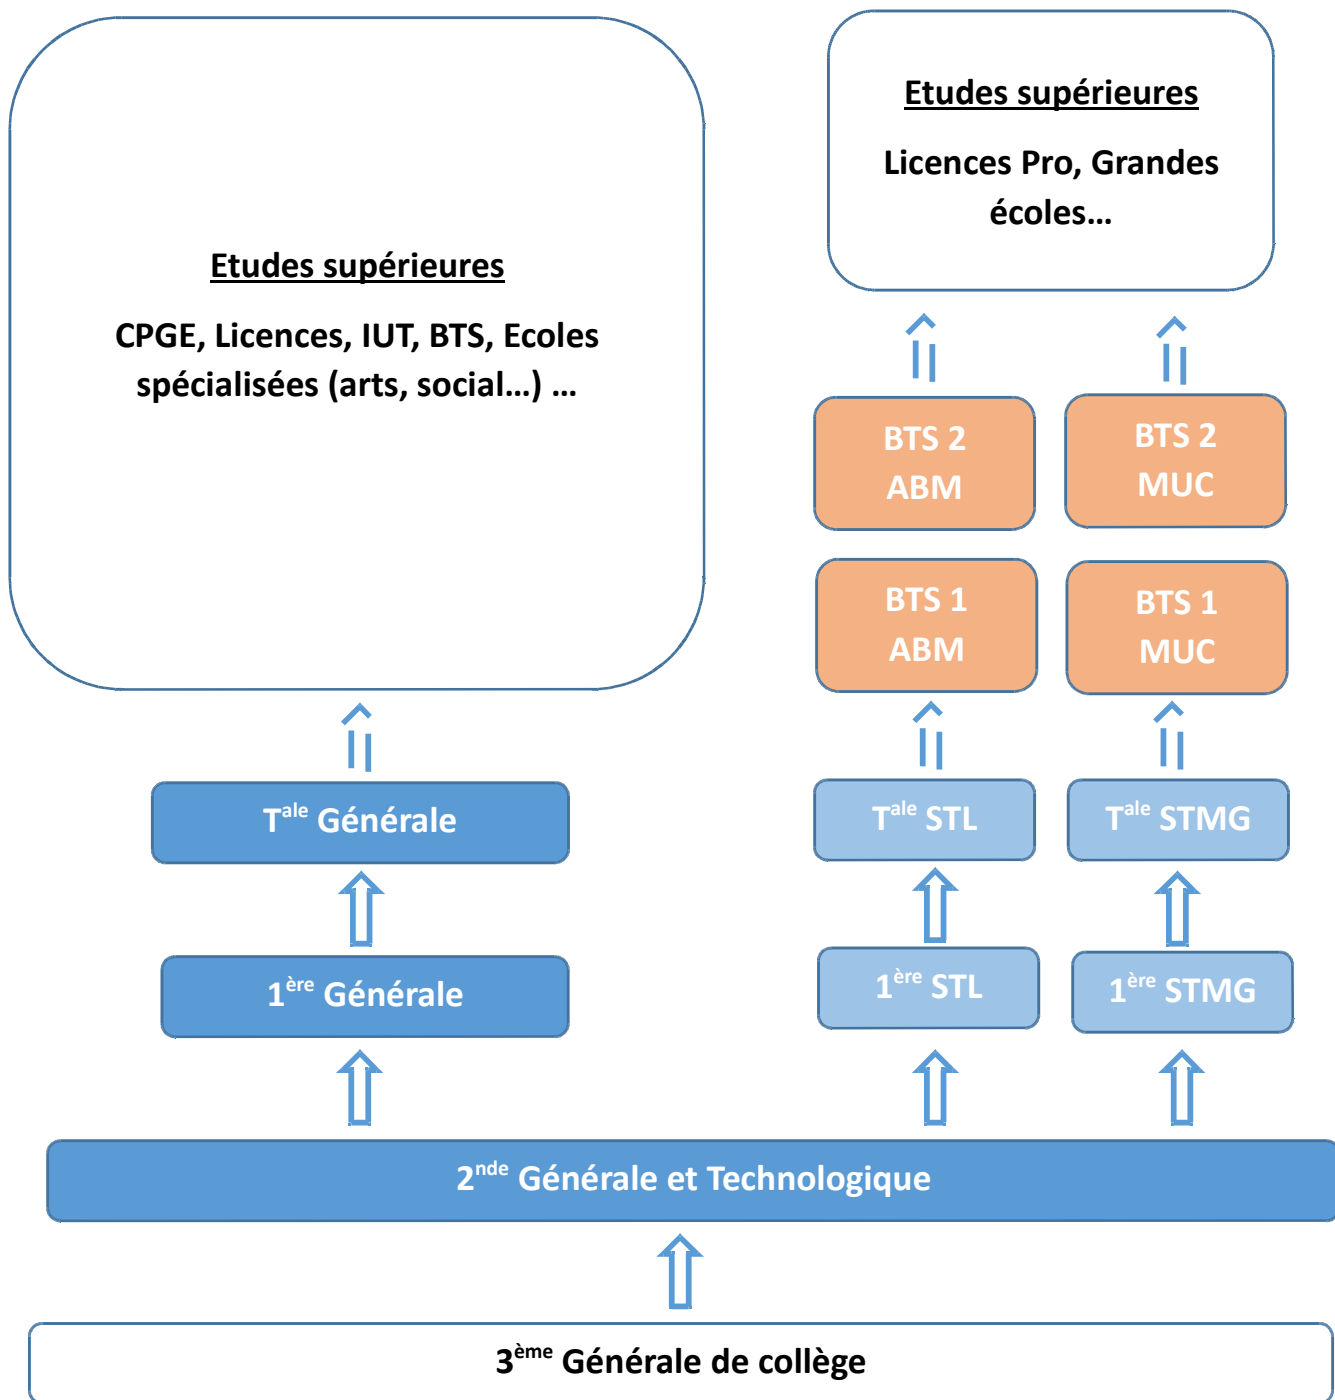 Etudes supérieures
CPGE, Licences, IUT, BTS, Ecoles
spécialisées (arts, social…) …
Etudes supérieures
Licences Pro, Grandes
écoles…
BTS 2
ABM
BTS 2
MUC
BTS 1
ABM
BTS 1
MUC
Tale Générale
Tale STL
Tale STMG
1ère Générale
1ère STL
1ère STMG
2nde Générale et Technologique
3ème Générale de collège